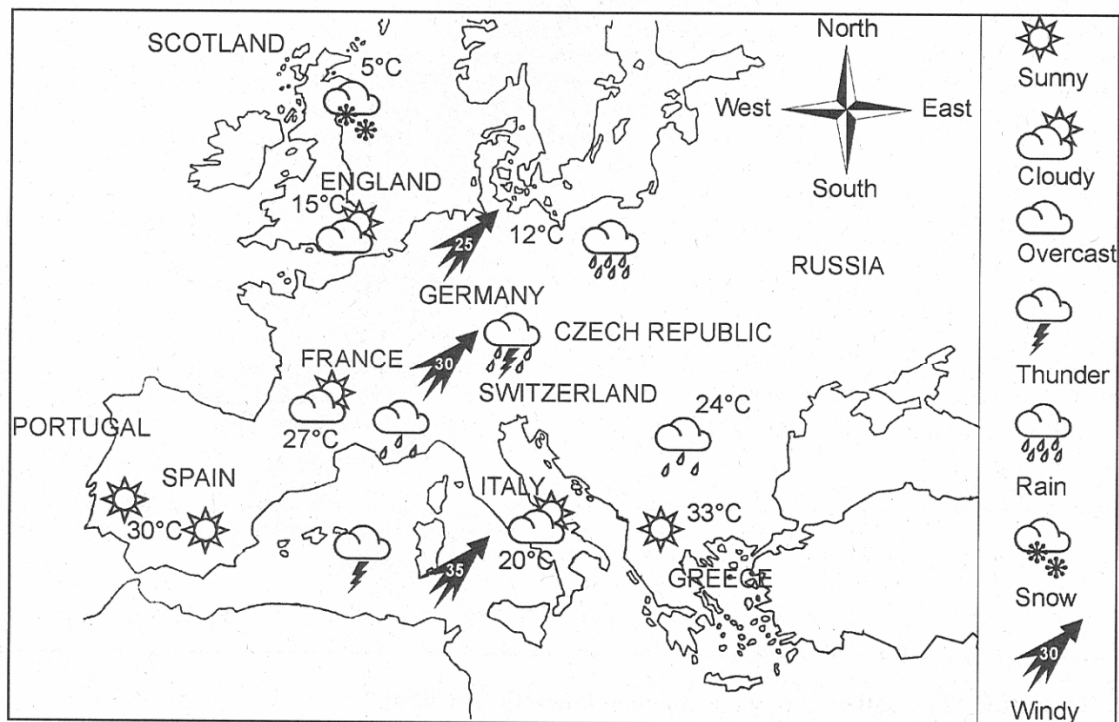 SCOTLAND
5°C
ENGLAND
15°C
25
12°C
GERMANY
RUSSIA
30
CZECH REPUBLIC
FRANCE
SWITZERLAND
27°C
24°C
PORTUGAL
SPAIN
30°C
ITALY
35
20°C
33°C
GREECE
North
West
East
South
Sunny
Cloudy
Overcast
Thunder
Rain
Snow
30
Windy